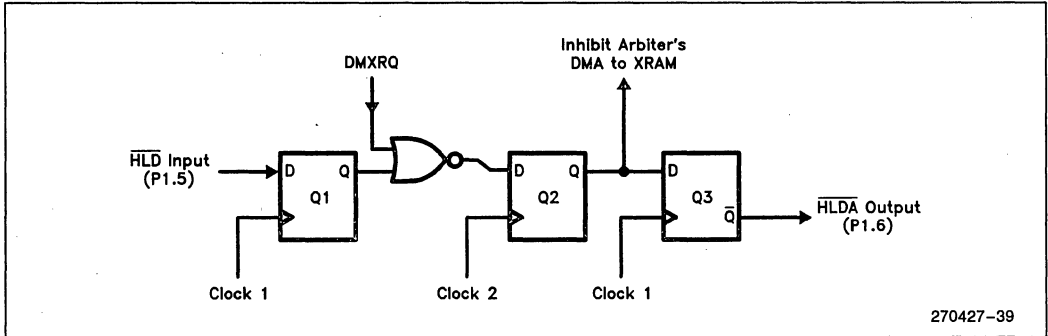 Inhibit Arbiter's
DMA to XRAM
DMXRQ
HLD Input
(P1.5)
D Q
Q1
D Q
Q2
D
Q3
Q
HLDA Output
(P1.6)
Clock 1
Clock 2
Clock 1
270427-39